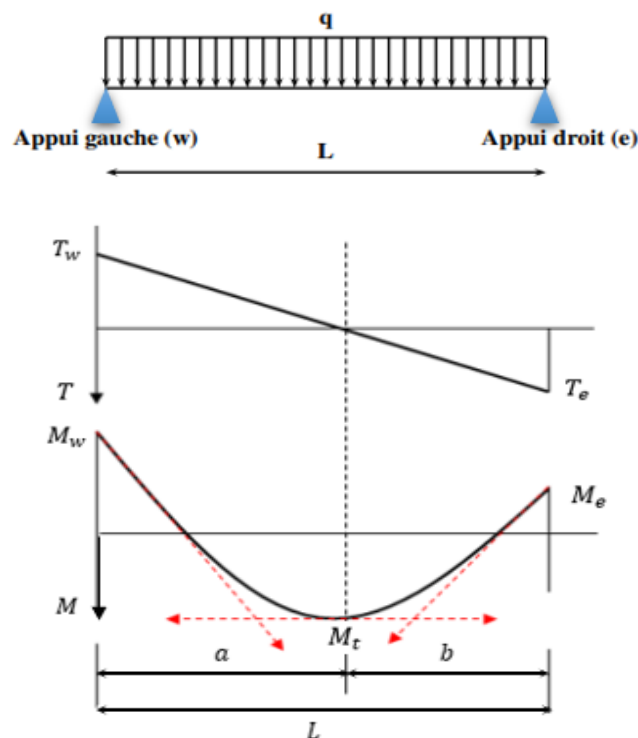 q
Appui gauche (w)
Appui droit (e)
L
T_w
T
T_e
M_w
M_e
M
M_t
a
b
L